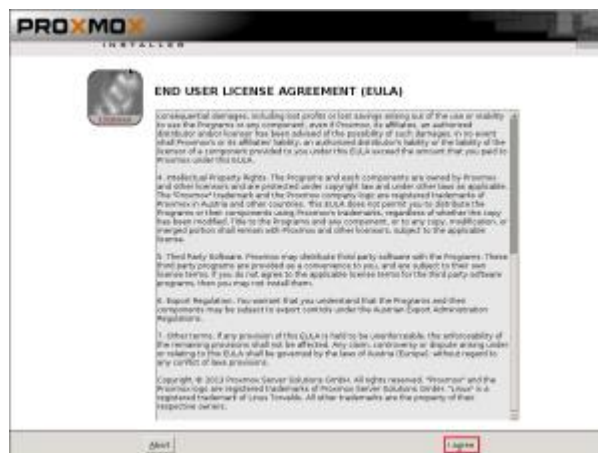 PROXMOX
INSTALLER
END USER LICENSE AGREEMENT (EULA)
consequential damages, including lost profits or lost savings arising out of the use or inability
to use the Programs or any component, even if Proxmox, its affiliates, an authorized
distributor and/or licensor has been advised of the possibility of such damages. In no event
shall Proxmox's or its affiliates' liability, an authorized distributor's liability or the liability of the
licensor of a component provided to you under this EULA exceed the amount that you paid to
Proxmox under this EULA.
4. Intellectual Property Rights. The Programs and each components are owned by Proxmox
and other licensors and are protected under copyright law and under other laws as applicable.
The "Proxmox" trademark and the Proxmox company logo are registered trademarks of
Proxmox in Austria and other countries. This EULA does not permit you to distribute the
Programs or their components using Proxmox's trademarks, regardless of whether the copy
has been modified. Title to the Programs and any component, or to any copy, modification, or
merged portion shall remain with Proxmox and other licensors, subject to the applicable
license.
5. Third Party Software. Proxmox may distribute third party software with the Programs. These
third party programs are provided as a convenience to you, and are subject to their own
license terms. If you do not agree to the applicable license terms for the third party software
programs, then you may not install them.
6. Export Regulation. You warrant that you understand that the Programs and their
components may be subject to export controls under the Austrian Export Administration
Regulations.
7. Other terms. If any provision of this EULA is held to be unenforceable, the enforceability of
the remaining provisions shall not be affected. Any claim, controversy or dispute arising under
or relating to this EULA shall be governed by the laws of Austria (Europe), without regard to
any conflict of laws provisions.
Copyright © 2013 Proxmox Server Solutions GmbH. All rights reserved. "Proxmox" and the
Proxmox logo are registered trademarks of Proxmox Server Solutions GmbH. "Linux" is a
registered trademark of Linus Torvalds. All other trademarks are the property of their
respective owners.
Abort
I agree